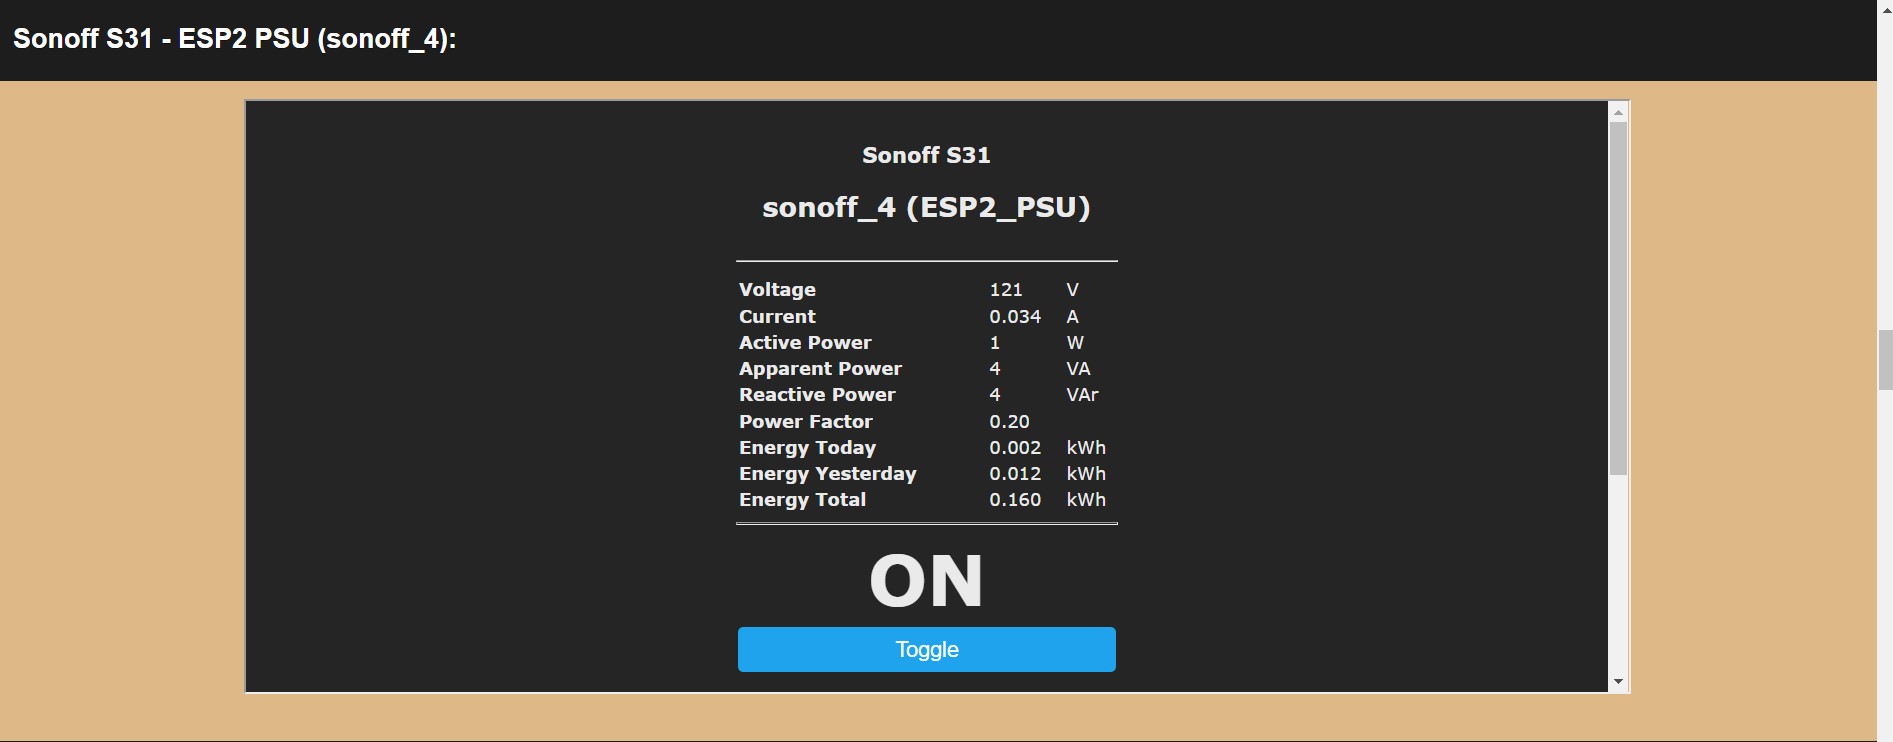 Sonoff S31 - ESP2 PSU (sonoff_4):
Sonoff S31
sonoff_4 (ESP2_PSU)
Voltage 121 V
Current 0.034 A
Active Power 1 W
Apparent Power 4 VA
Reactive Power 4 VAr
Power Factor 0.20
Energy Today 0.002 kWh
Energy Yesterday 0.012 kWh
Energy Total 0.160 kWh
ON
Toggle